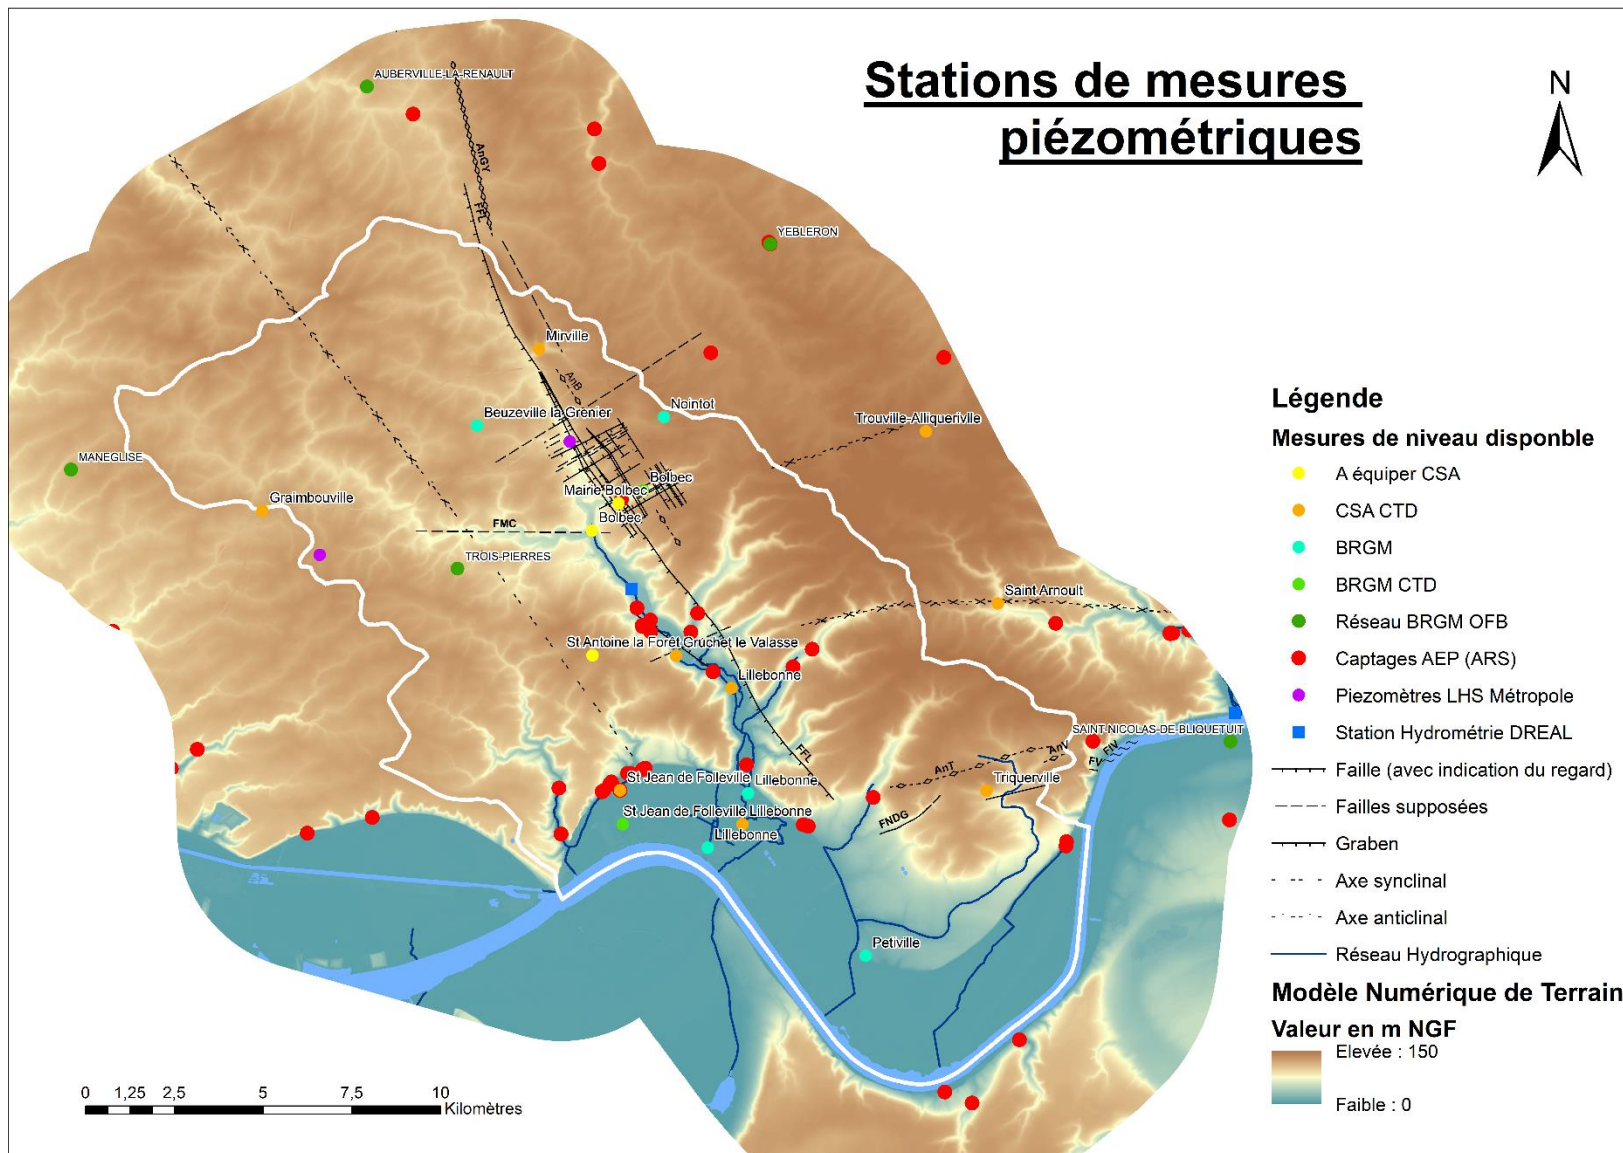 Stations de mesures
piézométriques
N
AUBERVILLE-LA-RENAULT
AnGY
FFL
YEBLERON
Mirville
AnB
Beuzeville la Grenier
Nointot
Trouville-Alliquerivlle
MANEGLISE
Graimbouville
Mairie Bolbec
Bolbec
Bolbec
FMC
TROIS-PIERRES
Saint Arnoult
St Antoine la Forêt
Gruchet le Valasse
Lillebonne
SAINT-NICOLAS-DE-BLIQUETUIT
FFL
AnT
AnV
FIV
FV
Triquerville
St Jean de Folleville
Lillebonne
FNDG
St Jean de Folleville
Lillebonne
Lillebonne
Petiville
Légende
Mesures de niveau disponble
A équiper CSA
CSA CTD
BRGM
BRGM CTD
Réseau BRGM OFB
Captages AEP (ARS)
Piezomètres LHS Métropole
Station Hydrométrie DREAL
Faille (avec indication du regard)
Failles supposées
Graben
Axe synclinal
Axe anticlinal
Réseau Hydrographique
Modèle Numérique de Terrain
Valeur en m NGF
Elevée : 150
Faible : 0
0 1,25 2,5 5 7,5 10
Kilomètres